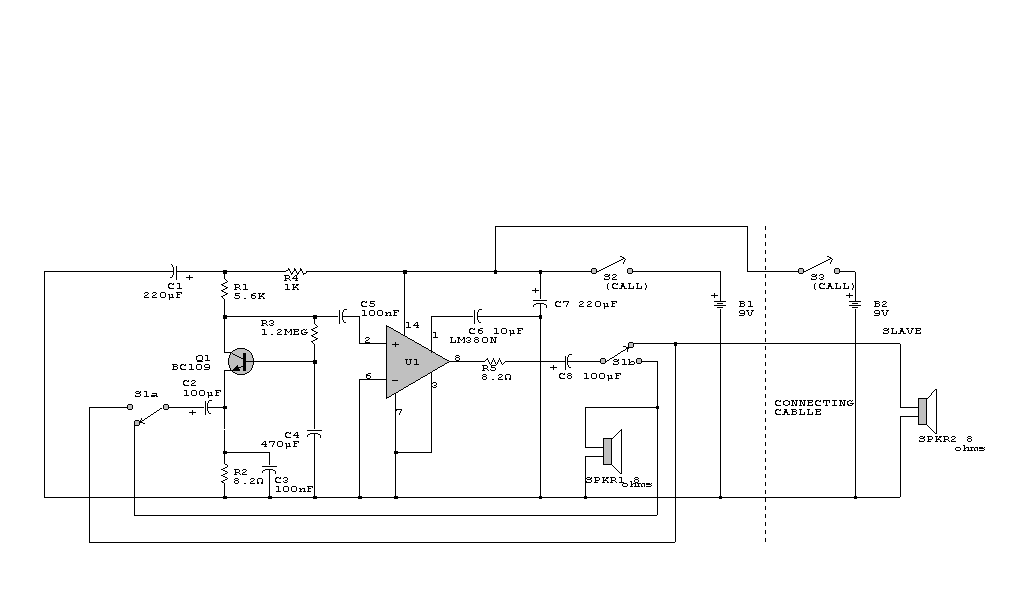 C1
220µF
+
R1
5.6K
R4
1K
R3
1.2MEG
C5
100nF
14
2
+
U1
6
−
7
1
8
3
C6 10µF
LM380N
+
C7 220µF
S2
(CALL)
+
B1
9V
S3
(CALL)
+
B2
9V
SLAVE
Q1
BC109
C2
100µF
+
S1a
R5
8.2Ω
+
C8 100µF
S1b
CONNECTING
CABLLE
C4
470µF
R2
8.2Ω
C3
100nF
SPKR1 8
ohms
SPKR2 8
ohms